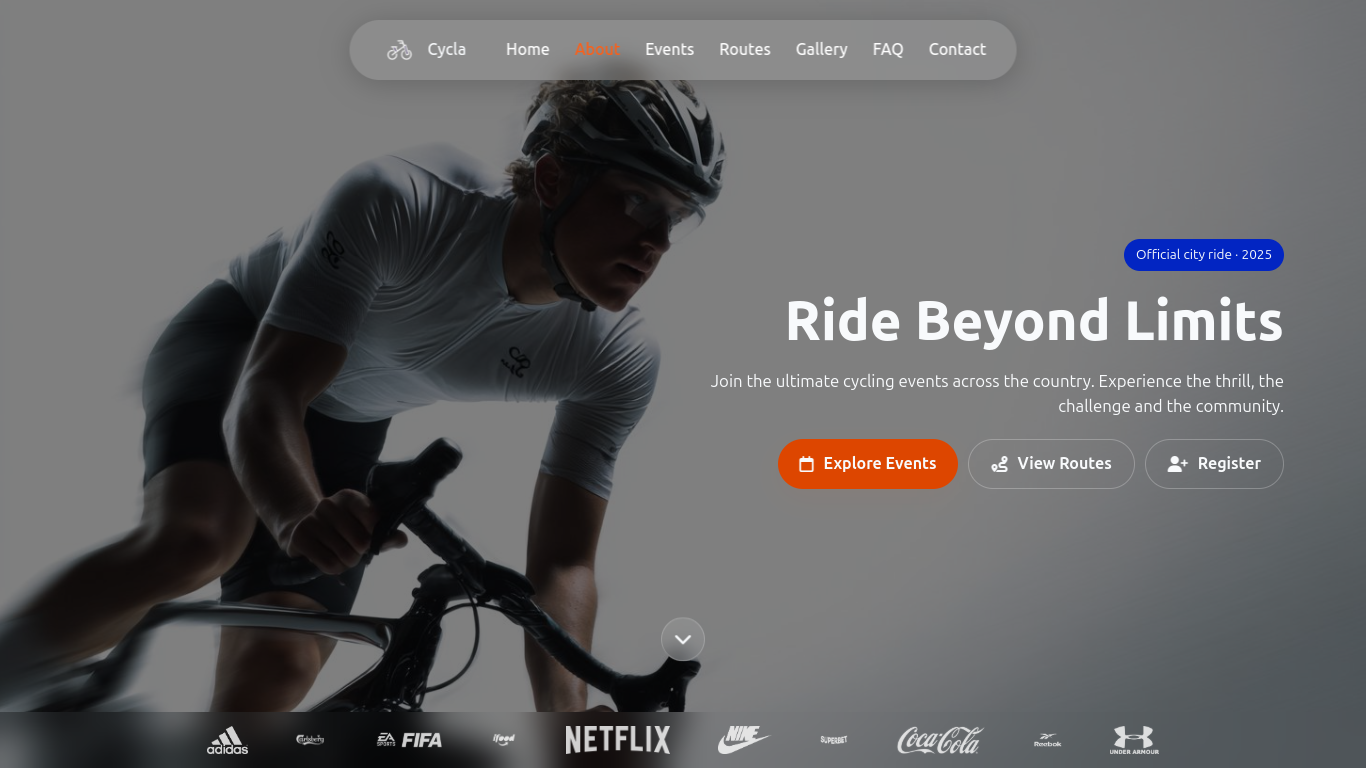 Cycla Home About Events Routes Gallery FAQ Contact
Official city ride · 2025
Ride Beyond Limits
Join the ultimate cycling events across the country. Experience the thrill, the
challenge and the community.
Explore Events View Routes Register
adidas Carlsberg EA SPORTS FIFA ifood NETFLIX NIKE SUPERBET Coca-Cola Reebok UNDER ARMOUR